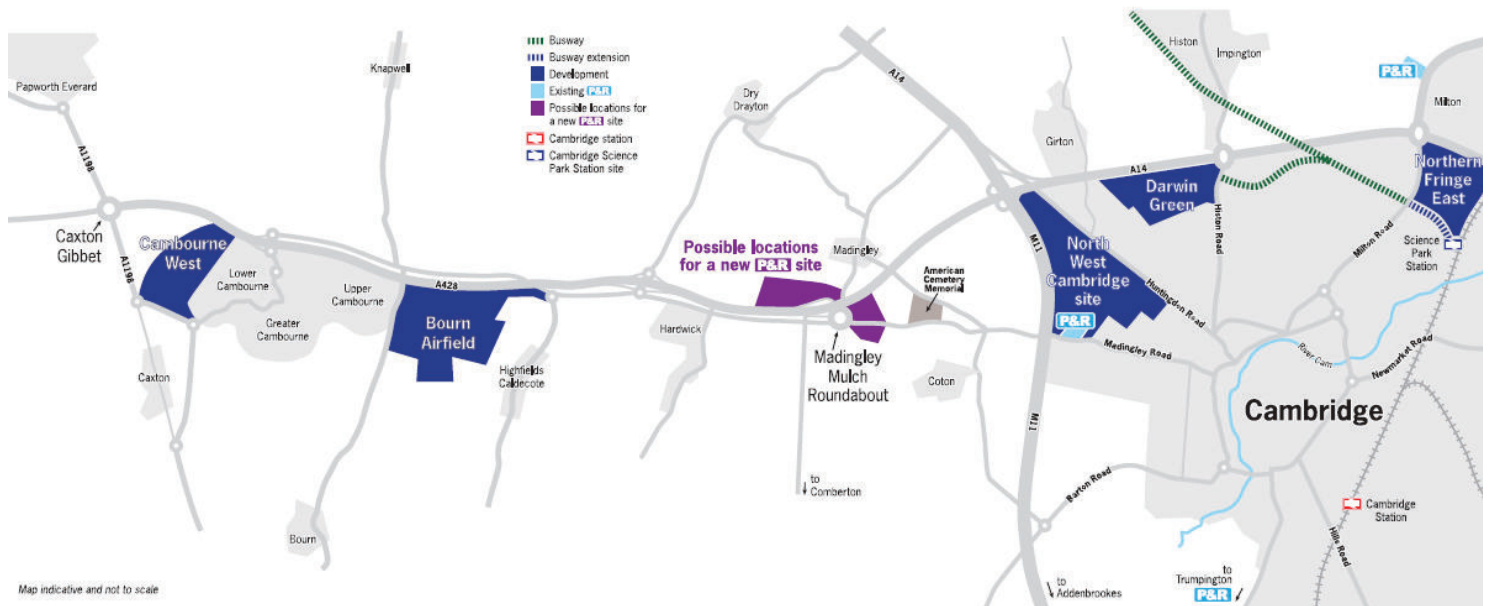 Busway
Busway extension
Development
Existing P&R
Possible locations for
a new P&R site
Cambridge station
Cambridge Science
Park Station site
Papworth Everard
A1198
Caxton
Gibbet
A1198
Cambourne
West
Lower
Cambourne
Greater
Cambourne
Upper
Cambourne
Caxton
Knapwell
A428
Bourn
Airfield
Bourn
Highfields
Caldecote
Hardwick
Dry
Drayton
Possible locations
for a new P&R site
Madingley
Madingley
Mulch
Roundabout
American
Cemetery
Memorial
Coton
to
Comberton
A14
Girton
Histon
Impington
P&R
Milton
A14
Darwin
Green
Histon Road
Northern
Fringe
East
Milton Road
Science
Park
Station
M11
North
West
Cambridge
site
P&R
Huntingdon Road
Madingley Road
River Cam
Newmarket Road
Cambridge
M11
Barton Road
Cambridge
Station
Hills Road
to
Addenbrookes
to
Trumpington
P&R
Map indicative and not to scale